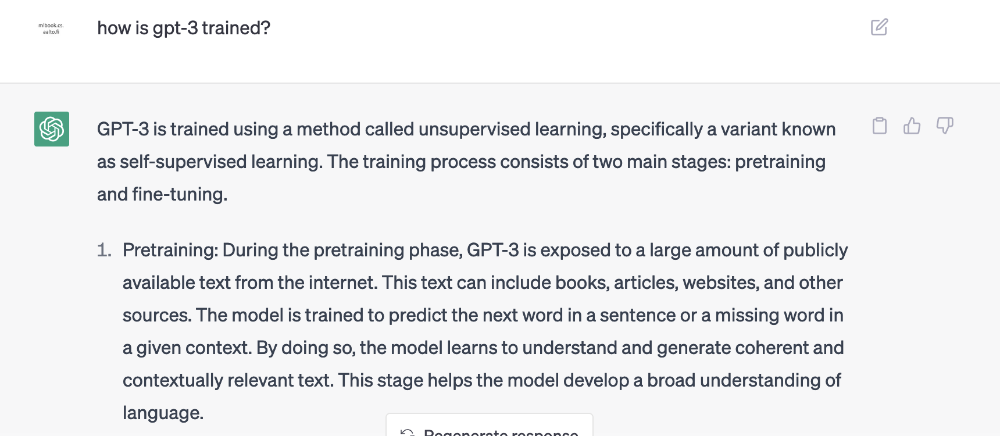 mlbook.cs.
aalto.fi
how is gpt-3 trained?
GPT-3 is trained using a method called unsupervised learning, specifically a variant known
as self-supervised learning. The training process consists of two main stages: pretraining
and fine-tuning.
1. Pretraining: During the pretraining phase, GPT-3 is exposed to a large amount of publicly
available text from the internet. This text can include books, articles, websites, and other
sources. The model is trained to predict the next word in a sentence or a missing word in
a given context. By doing so, the model learns to understand and generate coherent and
contextually relevant text. This stage helps the model develop a broad understanding of
language.
Regenerate response